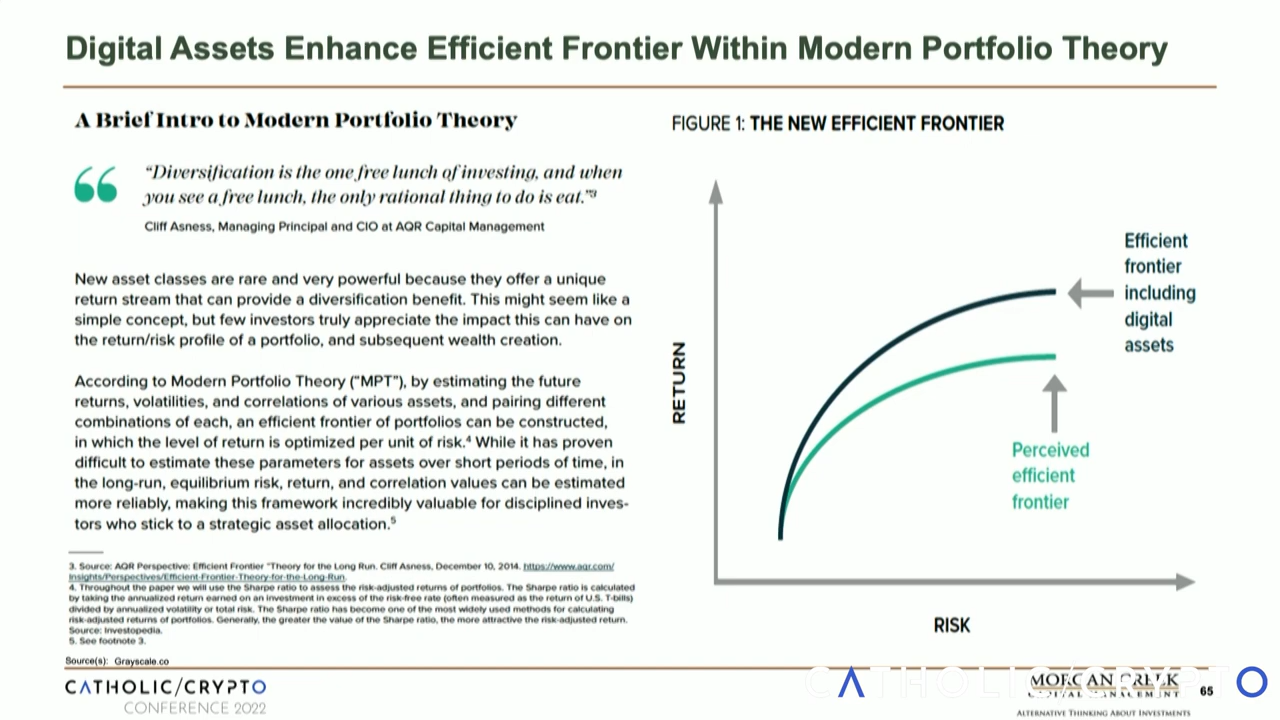 Digital Assets Enhance Efficient Frontier Within Modern Portfolio Theory
A Brief Intro to Modern Portfolio Theory
“Diversification is the one free lunch of investing, and when
you see a free lunch, the only rational thing to do is eat.”3
Cliff Asness, Managing Principal and CIO at AQR Capital Management
New asset classes are rare and very powerful because they offer a unique
return stream that can provide a diversification benefit. This might seem like a
simple concept, but few investors truly appreciate the impact this can have on
the return/risk profile of a portfolio, and subsequent wealth creation.
According to Modern Portfolio Theory ("MPT"), by estimating the future
returns, volatilities, and correlations of various assets, and pairing different
combinations of each, an efficient frontier of portfolios can be constructed,
in which the level of return is optimized per unit of risk.4 While it has proven
difficult to estimate these parameters for assets over short periods of time, in
the long-run, equilibrium risk, return, and correlation values can be estimated
more reliably, making this framework incredibly valuable for disciplined inves-
tors who stick to a strategic asset allocation.5
3. Source: AQR Perspective: Efficient Frontier "Theory for the Long Run. Cliff Asness, December 10, 2014. https://www.aqr.com/
Insights/Perspectives/Efficient-Frontier-Theory-for-the-Long-Run.
4. Throughout the paper we will use the Sharpe ratio to assess the risk-adjusted returns of portfolios. The Sharpe ratio is calculated
by taking the annualized return earned on an investment in excess of the risk-free rate (often measured as the return of U.S. T-bills)
divided by annualized volatility or total risk. The Sharpe ratio has become one of the most widely used methods for calculating
risk-adjusted returns of portfolios. Generally, the greater the value of the Sharpe ratio, the more attractive the risk-adjusted return.
Source: Investopedia.
5. See footnote 3.
Source(s): Grayscale.co
FIGURE 1: THE NEW EFFICIENT FRONTIER
RETURN
Efficient
frontier
including
digital
assets
Perceived
efficient
frontier
RISK
CATHOLIC/CRYPTO
CONFERENCE 2022
CATHOLIC/CRYPTO
MORGAN CREEK
CAPITAL MANAGEMENT
ALTERNATIVE THINKING ABOUT INVESTMENTS
65